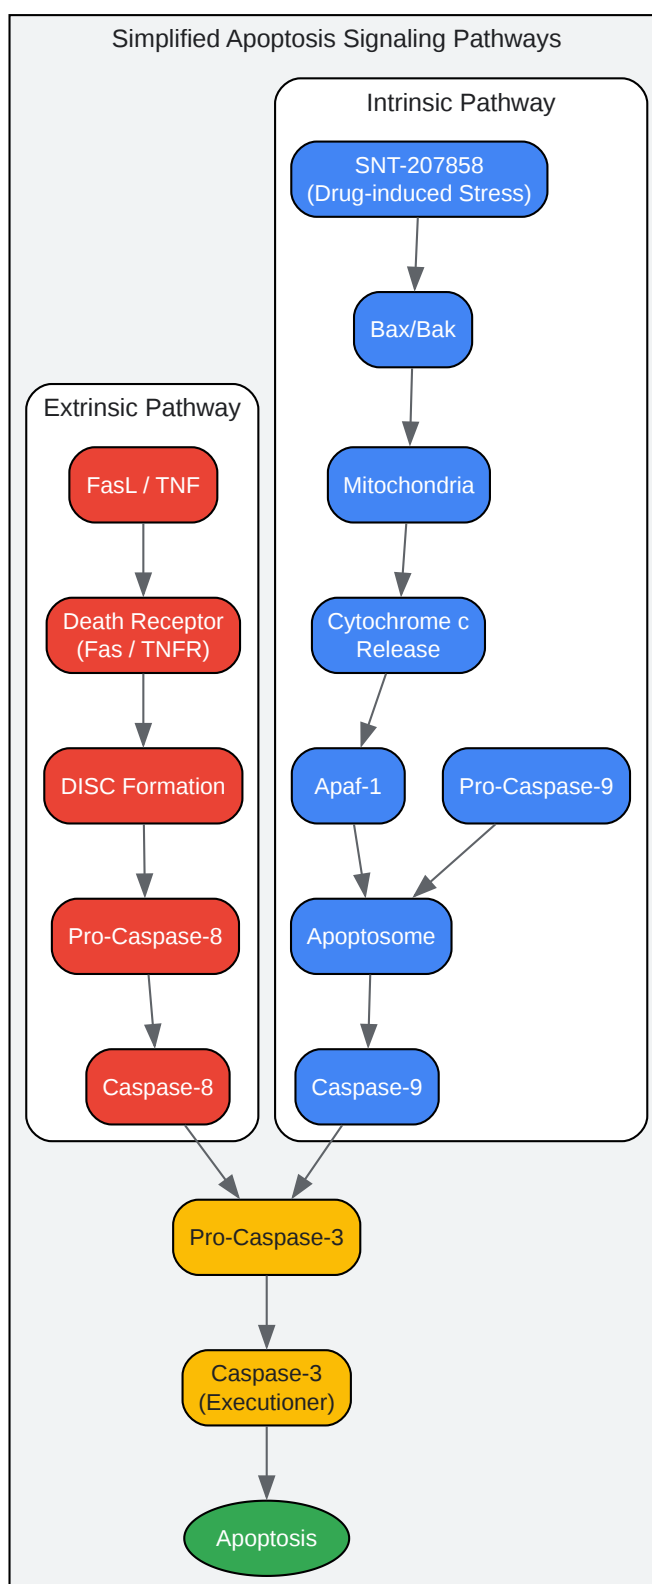 Simplified Apoptosis Signaling Pathways
Extrinsic Pathway
FasL / TNF
Death Receptor
(Fas / TNFR)
DISC Formation
Pro-Caspase-8
Caspase-8
Intrinsic Pathway
SNT-207858
(Drug-induced Stress)
Bax/Bak
Mitochondria
Cytochrome c
Release
Apaf-1
Pro-Caspase-9
Apoptosome
Caspase-9
Pro-Caspase-3
Caspase-3
(Executioner)
Apoptosis